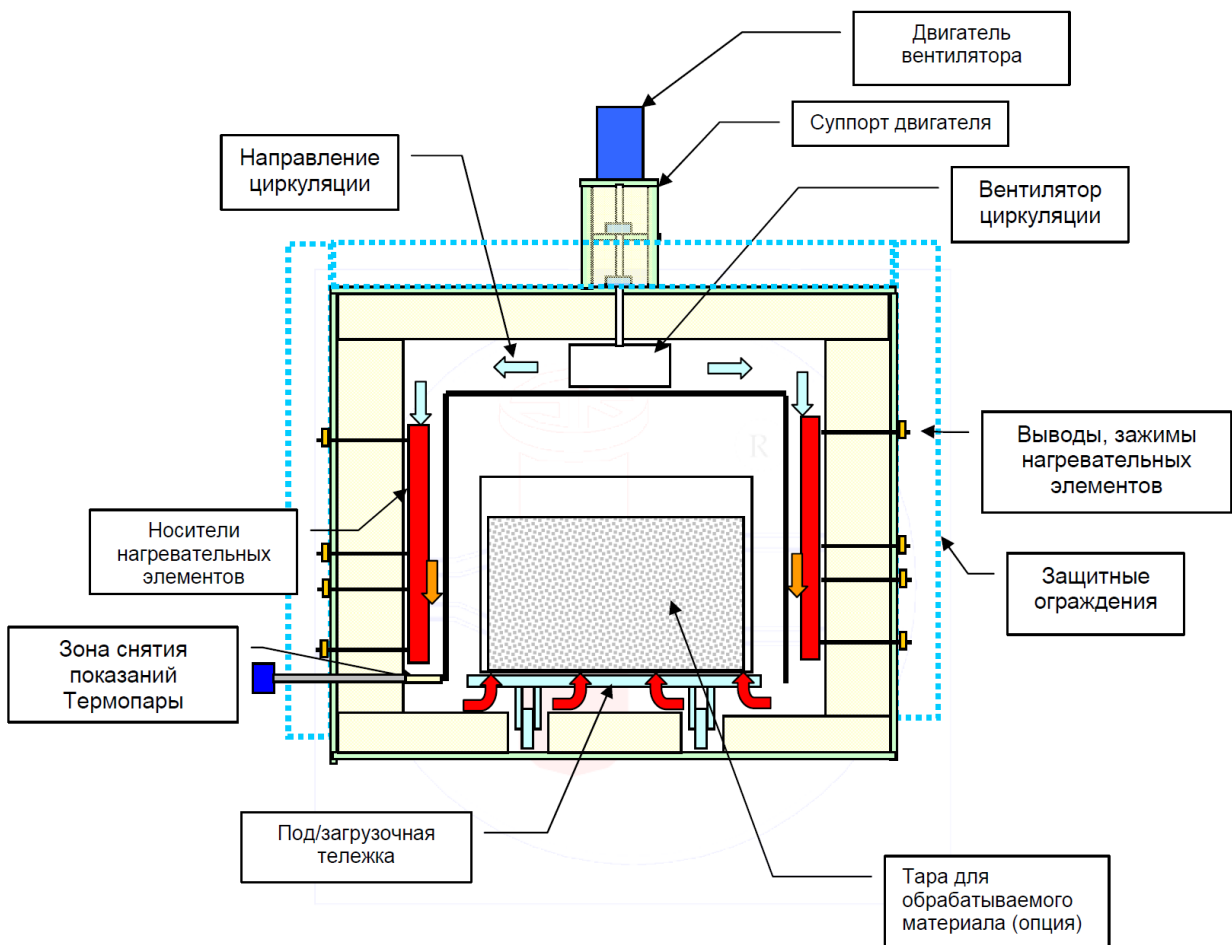 Двигатель
вентилятора
Суппорт двигателя
Направление
циркуляции
Вентилятор
циркуляции
R
Выводы, зажимы
нагревательных
элементов
Носители
нагревательных
элементов
Защитные
ограждения
Зона снятия
показаний
Термопары
Под/загрузочная
тележка
Тара для
обрабатываемого
материала (опция)